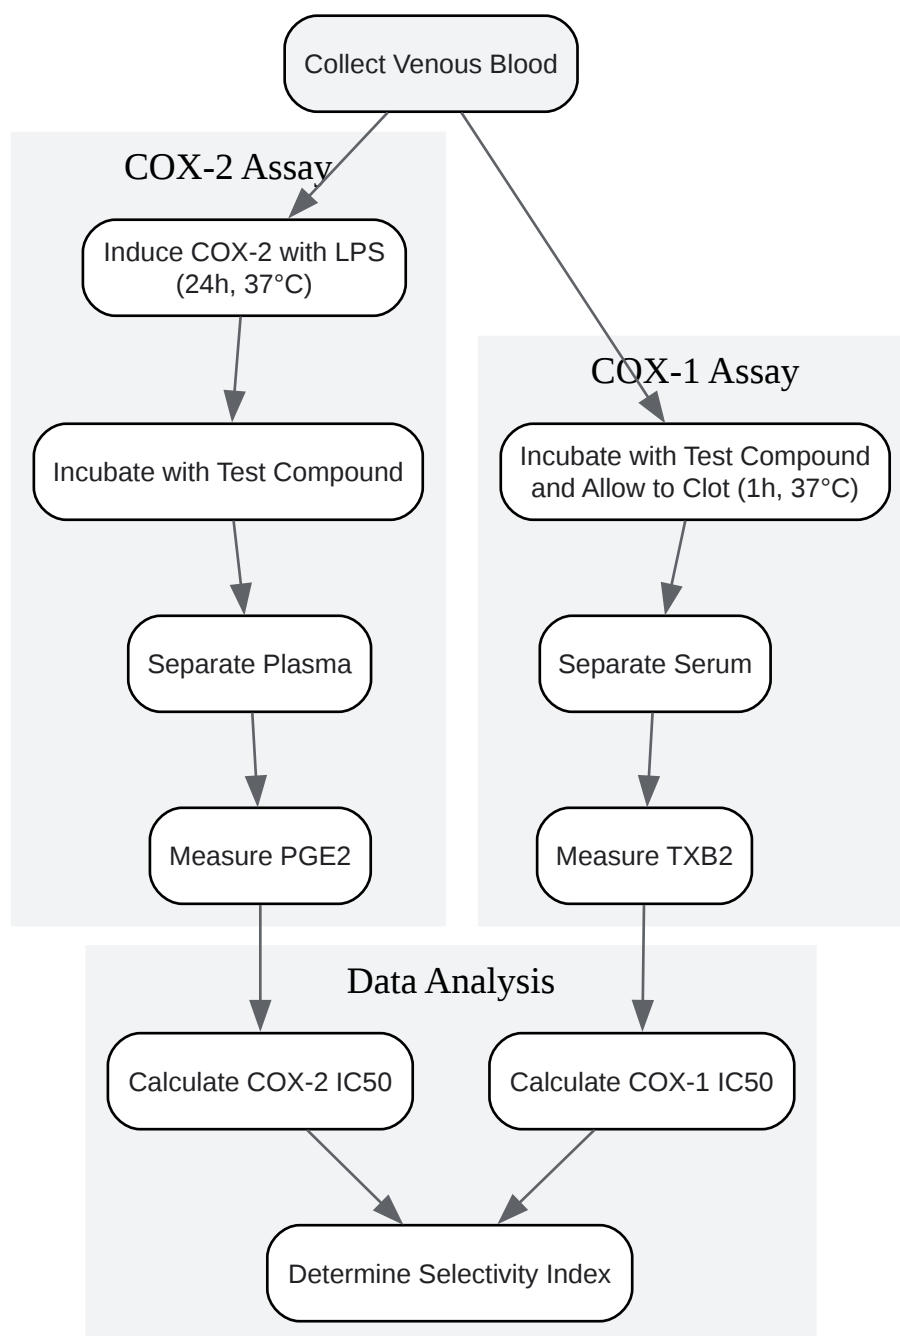 Collect Venous Blood
COX-2 Assay
Induce COX-2 with LPS
(24h, 37°C)
Incubate with Test Compound
Separate Plasma
Measure PGE2
COX-1 Assay
Incubate with Test Compound
and Allow to Clot (1h, 37°C)
Separate Serum
Measure TXB2
Data Analysis
Calculate COX-2 IC50
Calculate COX-1 IC50
Determine Selectivity Index